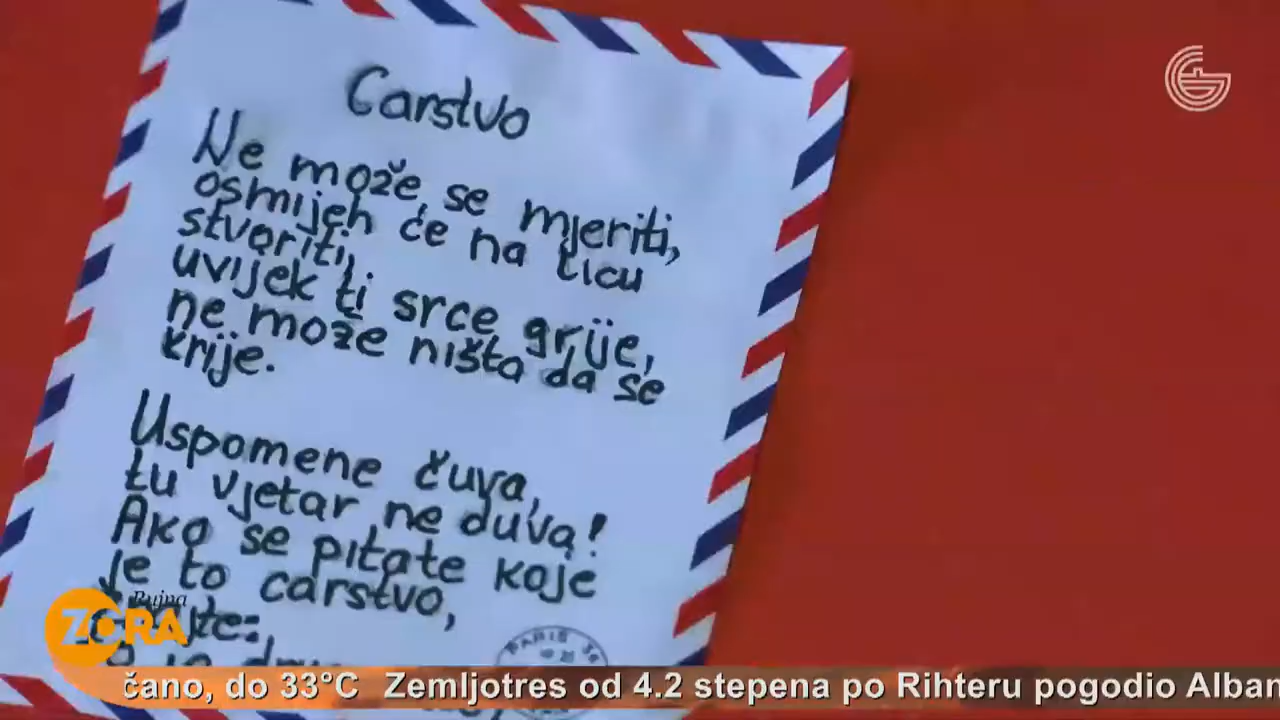 Carstvo
Ne može se mjeriti,
osmijeh će na licu
stvoriti,
uvijek ti srce grije,
ne može ništa da se
krije.
Uspomene čuva,
tu vjetar ne duva!
Ako se pitate koje
je to carstvo,
PARIS
Rujna
ZORA
čano, do 33°C Zemljotres od 4.2 stepena po Rihteru pogodio Alban